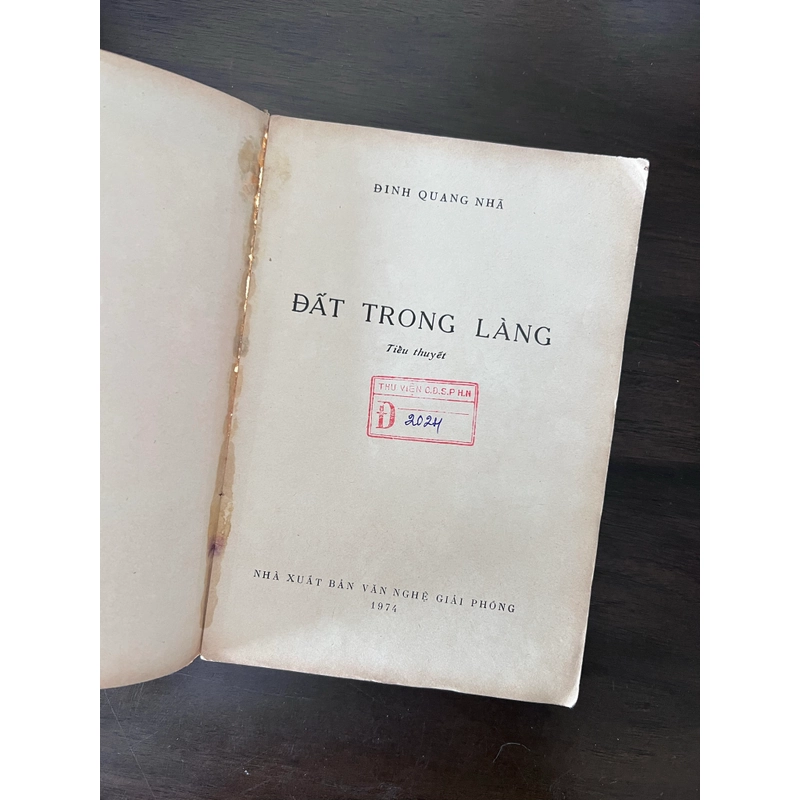 ĐINH QUANG NHÃ
ĐẤT TRONG LÀNG
Tiểu thuyết
THƯ VIỆN C.Đ.S.P H.N
Đ 2024
NHÀ XUẤT BẢN VĂN NGHỆ GIẢI PHÓNG
1974